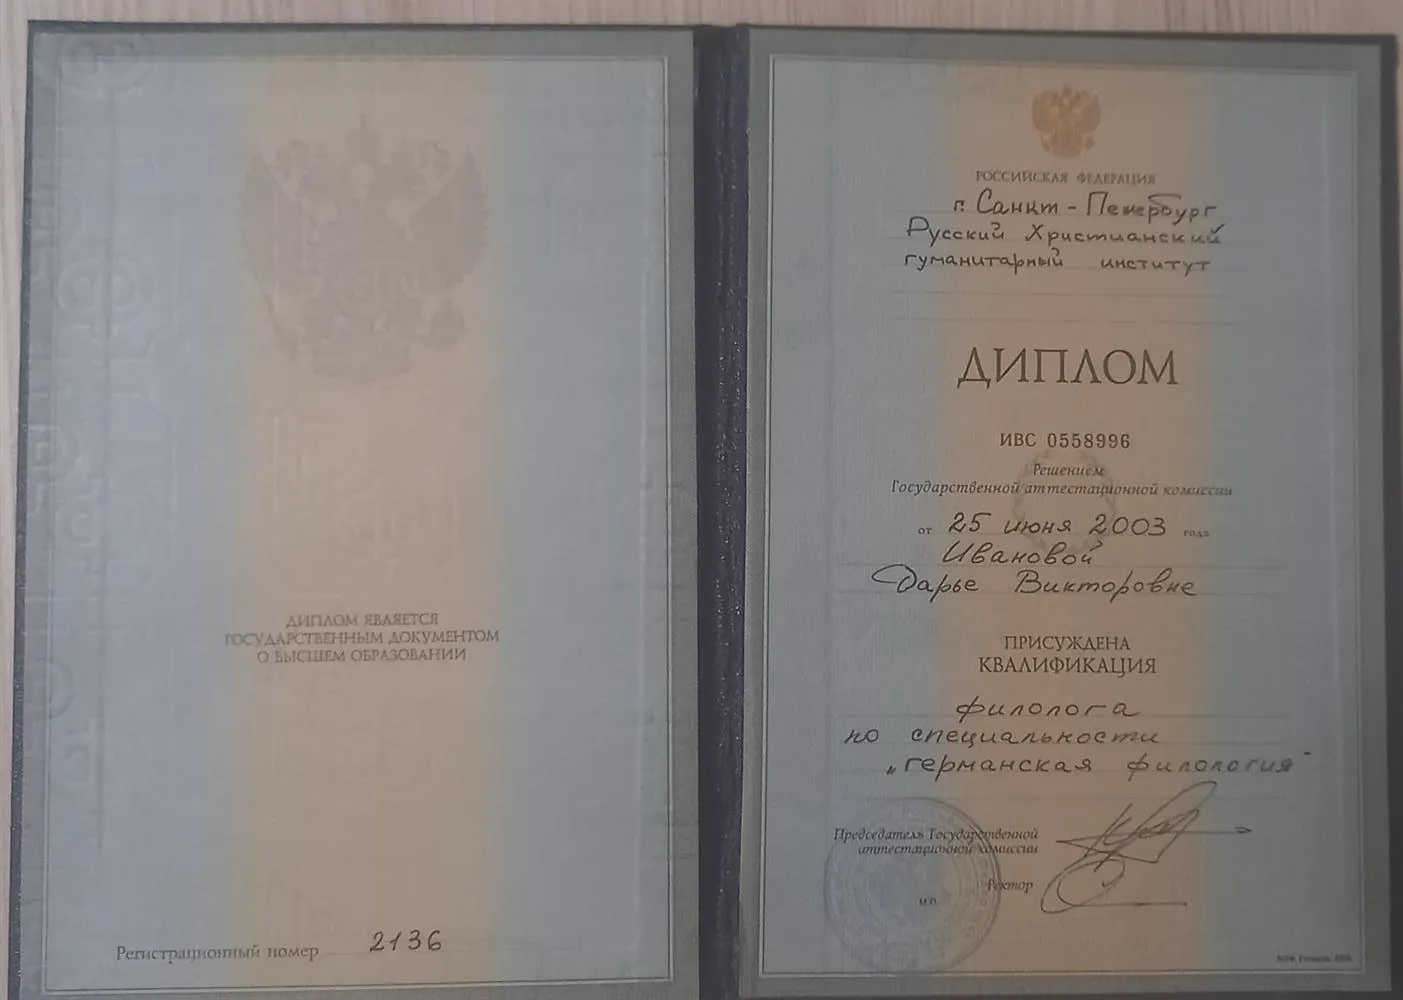 ДИПЛОМ ЯВЛЯЕТСЯ
ГОСУДАРСТВЕННЫМ ДОКУМЕНТОМ
О ВЫСШЕМ ОБРАЗОВАНИИ
Регистрационный номер 2136
РОССИЙСКАЯ ФЕДЕРАЦИЯ
г. Санкт-Петербург
Русский Христианский
гуманитарный институт
ДИПЛОМ
ИВС 0558996
Решением
Государственной аттестационной комиссии
от 25 июня 2003 года
Ивановой
Дарье Викторовне
ПРИСУЖДЕНА
КВАЛИФИКАЦИЯ
филолога
по специальности
„германская филология"
Председатель Государственной
аттестационной комиссии
Ректор
М.П.